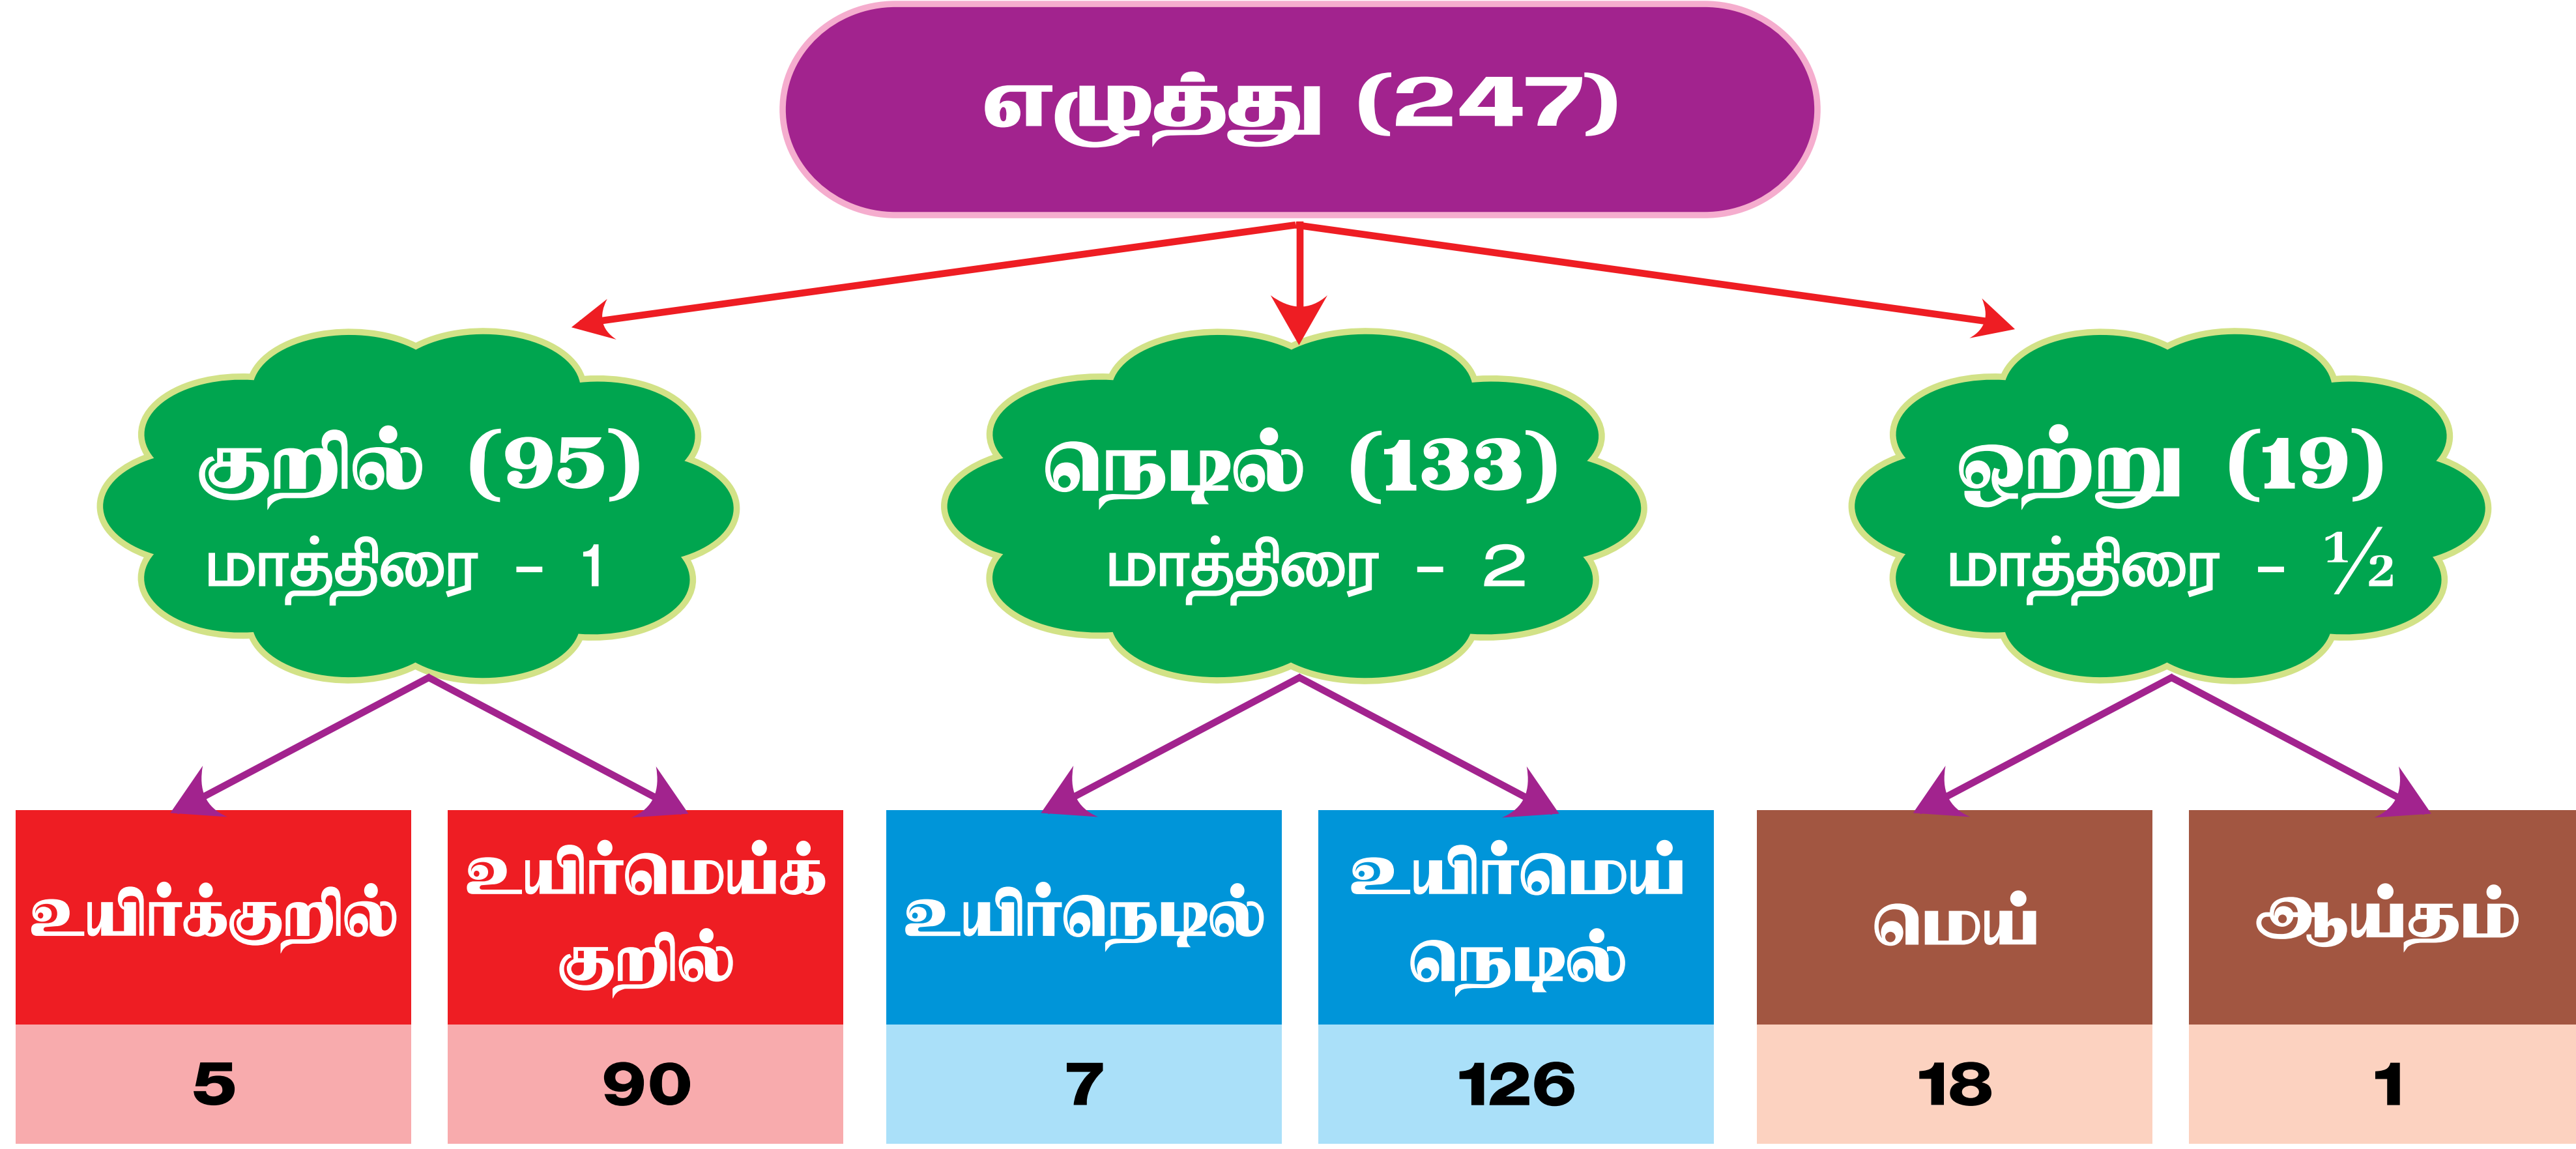 எழுத்து (247)
குறில் (95)
மாத்திரை - 1
நெடில் (133)
மாத்திரை - 2
ஒற்று (19)
மாத்திரை - ½
உயிர்க்குறில்
5
உயிர்மெய்க்
குறில்
90
உயிர்நெடில்
7
உயிர்மெய்
நெடில்
126
மெய்
18
ஆய்தம்
1